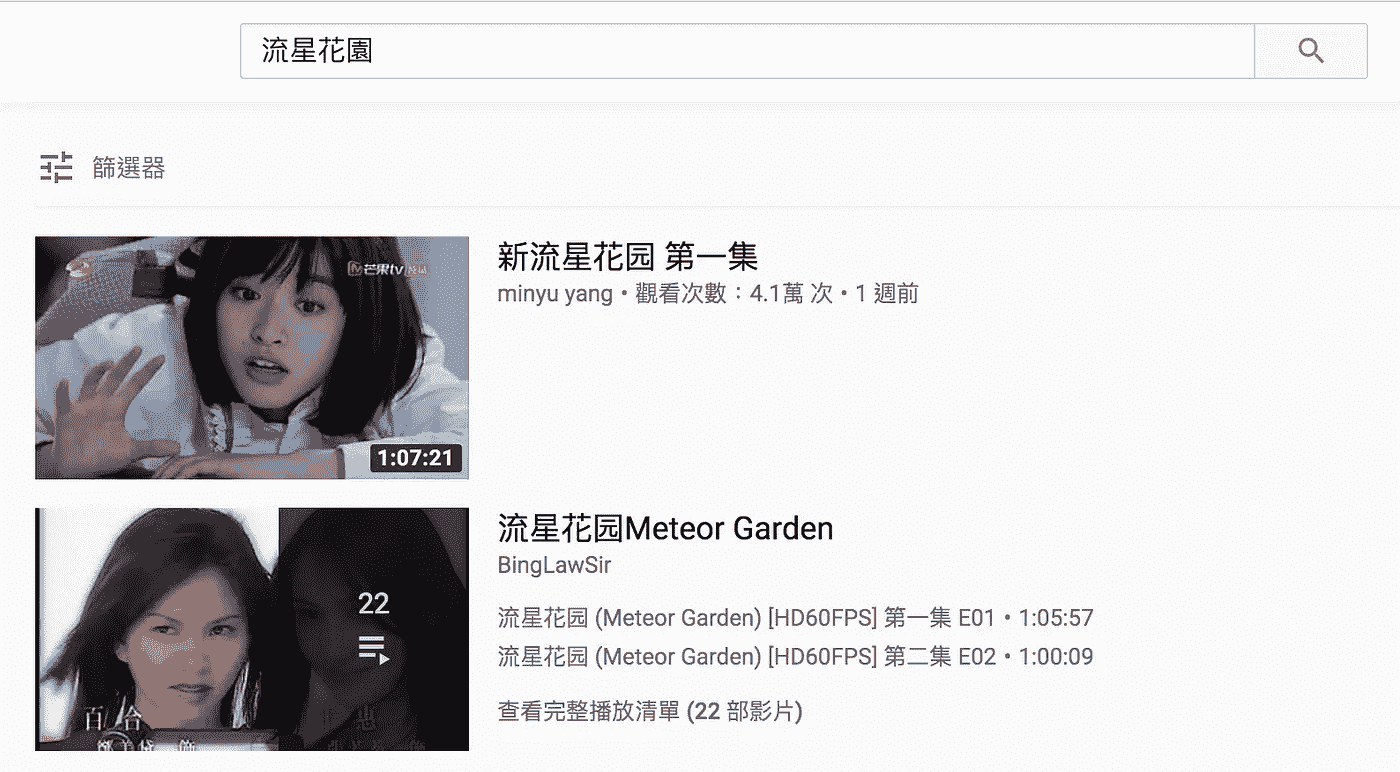 流星花園
篩選器
芒果tv
1:07:21
新流星花园 第一集
minyu yang • 觀看次數：4.1萬 次 • 1 週前
22
百合
流星花园Meteor Garden
BingLawSir
流星花园 (Meteor Garden) [HD60FPS] 第一集 E01 • 1:05:57
流星花园 (Meteor Garden) [HD60FPS] 第二集 E02 • 1:00:09
查看完整播放清單 (22 部影片)